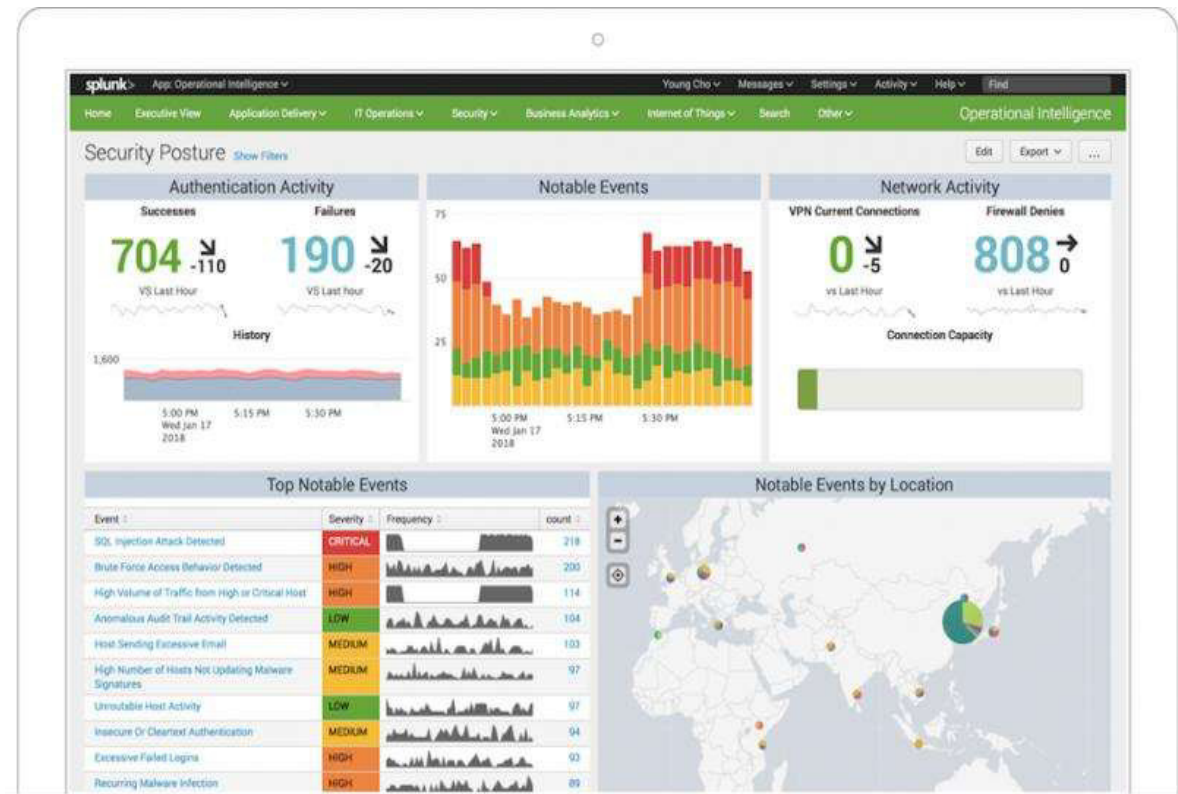 splunk> App: Operational Intelligence Young Cho Messages Settings Activity Help Find
Home Executive View Application Delivery IT Operations Security Business Analytics Internet of Things Search Other Operational Intelligence
Security Posture Show Filters Edit Export ...
Authentication Activity
Successes Failures
704 -110 190 -20
VS Last Hour VS Last hour
History
1,600
5:00 PM 5:15 PM 5:30 PM
Wed Jan 17
2018
Notable Events
75
50
25
5:00 PM 5:15 PM 5:30 PM
Wed Jan 17
2018
Network Activity
VPN Current Connections Firewall Denies
0 -5 808 0
vs Last Hour vs Last Hour
Connection Capacity
Top Notable Events
Event Severity Frequency count
SQL Injection Attack Detected CRITICAL 218
Brute Force Access Behavior Detected HIGH 200
High Volume of Traffic from High or Critical Host HIGH 114
Anomalous Audit Trail Activity Detected LOW 104
Host Sending Excessive Email MEDIUM 103
High Number of Hosts Not Updating Malware MEDIUM 97
Signatures
Unroutable Host Activity LOW 97
Insecure Or Cleartext Authentication MEDIUM 94
Excessive Failed Logins HIGH 93
Recurring Malware Infection HIGH 89
Notable Events by Location
+
-